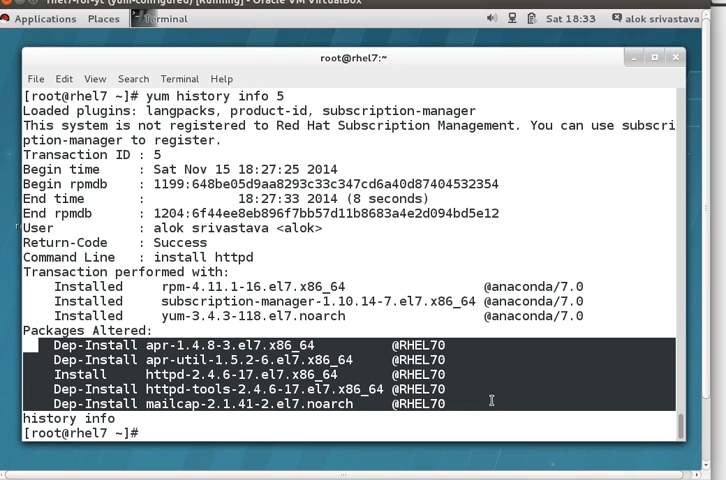 rhel7-for-yt (yum-configured) [Running] - Oracle VM VirtualBox
Applications Places Terminal Sat 18:33 alok srivastava
root@rhel7:~
File Edit View Search Terminal Help
[root@rhel7 ~]# yum history info 5
Loaded plugins: langpacks, product-id, subscription-manager
This system is not registered to Red Hat Subscription Management. You can use subscri
ption-manager to register.
Transaction ID : 5
Begin time : Sat Nov 15 18:27:25 2014
Begin rpmdb : 1199:648be05d9aa8293c33c347cd6a40d87404532354
End time : 18:27:33 2014 (8 seconds)
End rpmdb : 1204:6f44ee8eb896f7bb57d11b8683a4e2d094bd5e12
User : alok srivastava <alok>
Return-Code : Success
Command Line : install httpd
Transaction performed with:
Installed rpm-4.11.1-16.el7.x86_64 @anaconda/7.0
Installed subscription-manager-1.10.14-7.el7.x86_64 @anaconda/7.0
Installed yum-3.4.3-118.el7.noarch @anaconda/7.0
Packages Altered:
Dep-Install apr-1.4.8-3.el7.x86_64 @RHEL70
Dep-Install apr-util-1.5.2-6.el7.x86_64 @RHEL70
Install httpd-2.4.6-17.el7.x86_64 @RHEL70
Dep-Install httpd-tools-2.4.6-17.el7.x86_64 @RHEL70
Dep-Install mailcap-2.1.41-2.el7.noarch @RHEL70
history info
[root@rhel7 ~]#